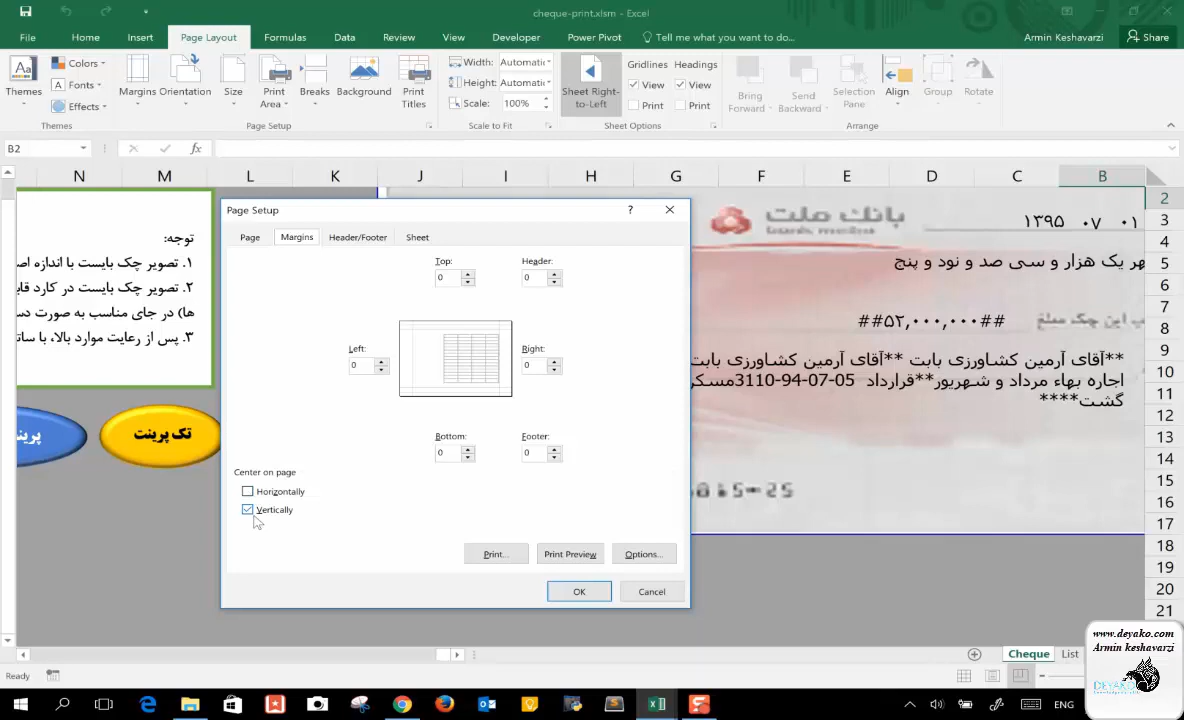 cheque-print.xlsm - Excel
File
Home
Insert
Page Layout
Formulas
Data
Review
View
Developer
Power Pivot
Tell me what you want to do...
Armin Keshavarzi
Share
Themes
Colors
Fonts
Effects
Themes
Margins
Orientation
Size
Print Area
Breaks
Background
Print Titles
Page Setup
Width: Automatic
Height: Automatic
Scale: 100%
Scale to Fit
Sheet Right-to-Left
Gridlines
View
Print
Headings
View
Print
Sheet Options
Bring Forward
Send Backward
Selection Pane
Align
Group
Rotate
Arrange
B2
fx
N M L K J I H G F E D C B
2
3
4
5
6
7
8
9
10
11
12
13
14
15
16
17
18
19
20
21
توجه:
۱. تصویر چک بایست با اندازه
۲. تصویر چک بایست در کارد
ها) در جای مناسب به صورت
۳. پس از رعایت موارد بالا، با
تک پرینت
Page Setup
?
Page
Margins
Header/Footer
Sheet
Top:
0
Header:
0
Left:
0
Right:
0
Bottom:
0
Footer:
0
Center on page
Horizontally
Vertically
Print...
Print Preview
Options...
OK
Cancel
بانک ملت
۱۳۹۵ ۰۷ ۰۱
یک هزار و سی صد و نود و پنج
##۵۲,۰۰۰,۰۰۰##
این چک مبلغ
**آقای آرمین کشاورزی بابت **آقای آرمین کشاورزی بابت
اجاره بهاء مرداد و شهریور**قرارداد 05-07-94-3110
گشت****
Cheque
List
Ready
www.deyako.com
Armin keshavarzi
DEYAKO
ENG